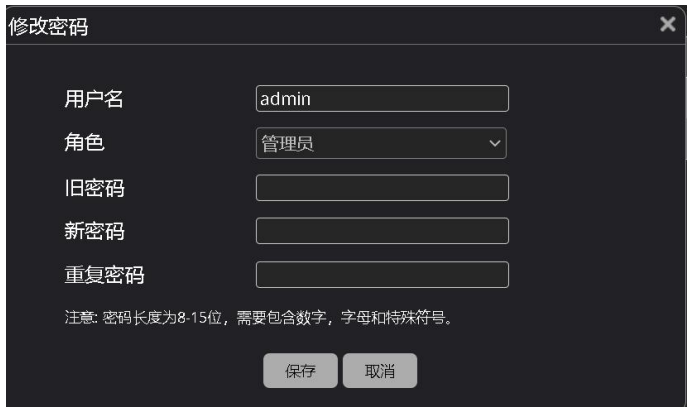 修改密码
用户名 admin
角色 管理员
旧密码
新密码
重复密码
注意: 密码长度为8-15位，需要包含数字，字母和特殊符号。
保存 取消